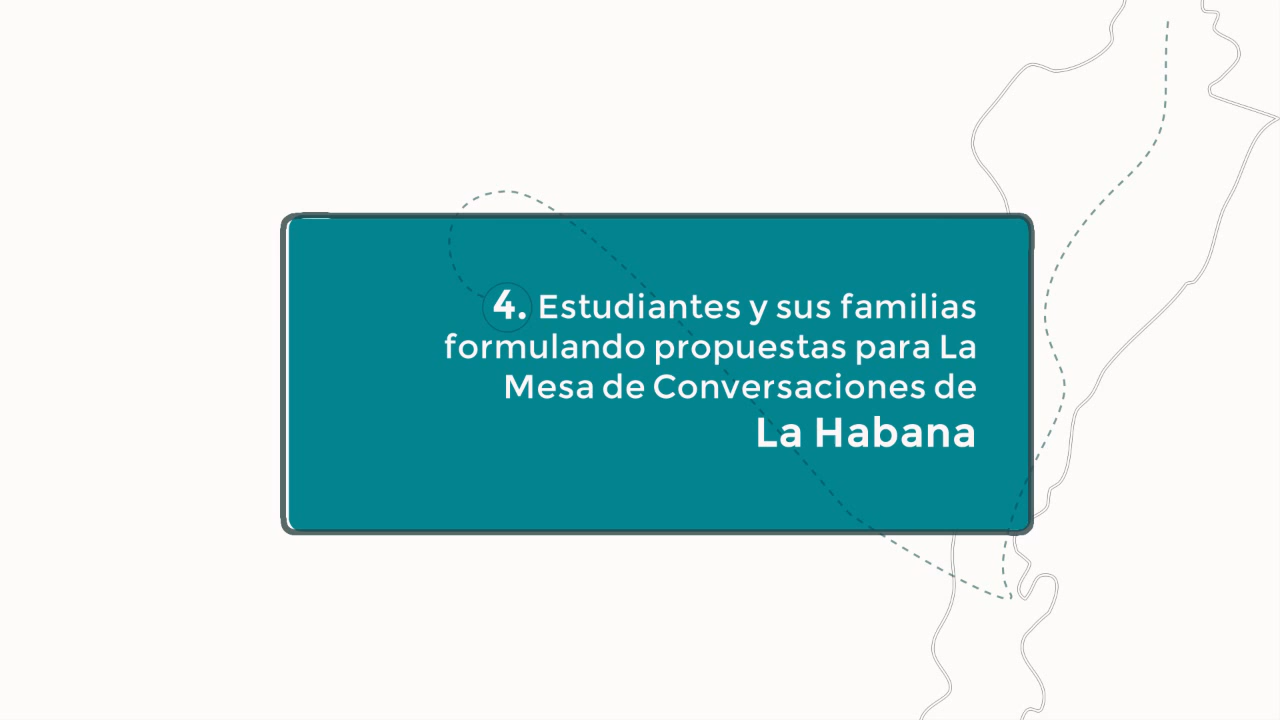 4. Estudiantes y sus familias
formulando propuestas para La
Mesa de Conversaciones de
La Habana